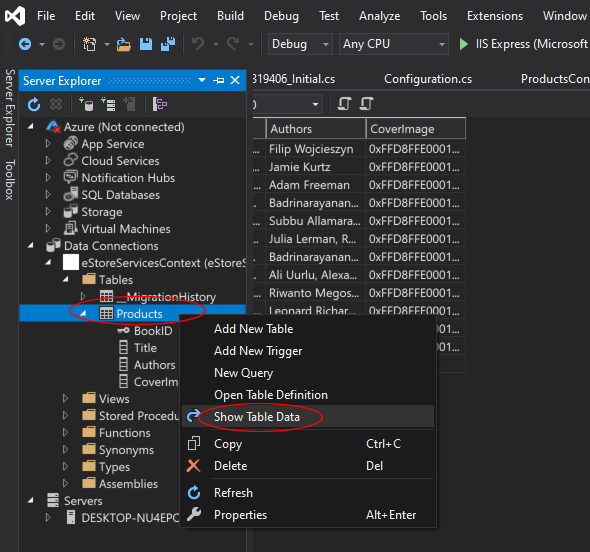 File Edit View Project Build Debug Test Analyze Tools Extensions Window
Debug Any CPU IIS Express (Microsoft
Server Explorer
Toolbox
Server Explorer
Azure (Not connected)
App Service
Cloud Services
Notification Hubs
SQL Databases
Storage
Virtual Machines
Data Connections
eStoreServicesContext (eStoreS
Tables
__MigrationHistory
Products
BookID
Title
Authors
CoverIm
Views
Stored Procedu
Functions
Synonyms
Types
Assemblies
Servers
DESKTOP-NU4EPC
319406_Initial.cs Configuration.cs ProductsCon
0
Authors CoverImage
... Filip Wojcieszyn 0xFFD8FFE0001...
... Jamie Kurtz 0xFFD8FFE0001...
... Adam Freeman 0xFFD8FFE0001...
... Badrinarayanan... 0xFFD8FFE0001...
... Subbu Allamara... 0xFFD8FFE0001...
... Julia Lerman, R... 0xFFD8FFE0001...
... Badrinarayanan... 0xFFD8FFE0001...
... Ali Uurlu, Alexa... 0xFFD8FFE0001...
... Riwanto Megos... 0xFFD8FFE0001...
... Leonard Richar... 0xFFD8FFE0001...
Add New Table
Add New Trigger
New Query
Open Table Definition
Show Table Data
Copy Ctrl+C
Delete Del
Refresh
Properties Alt+Enter